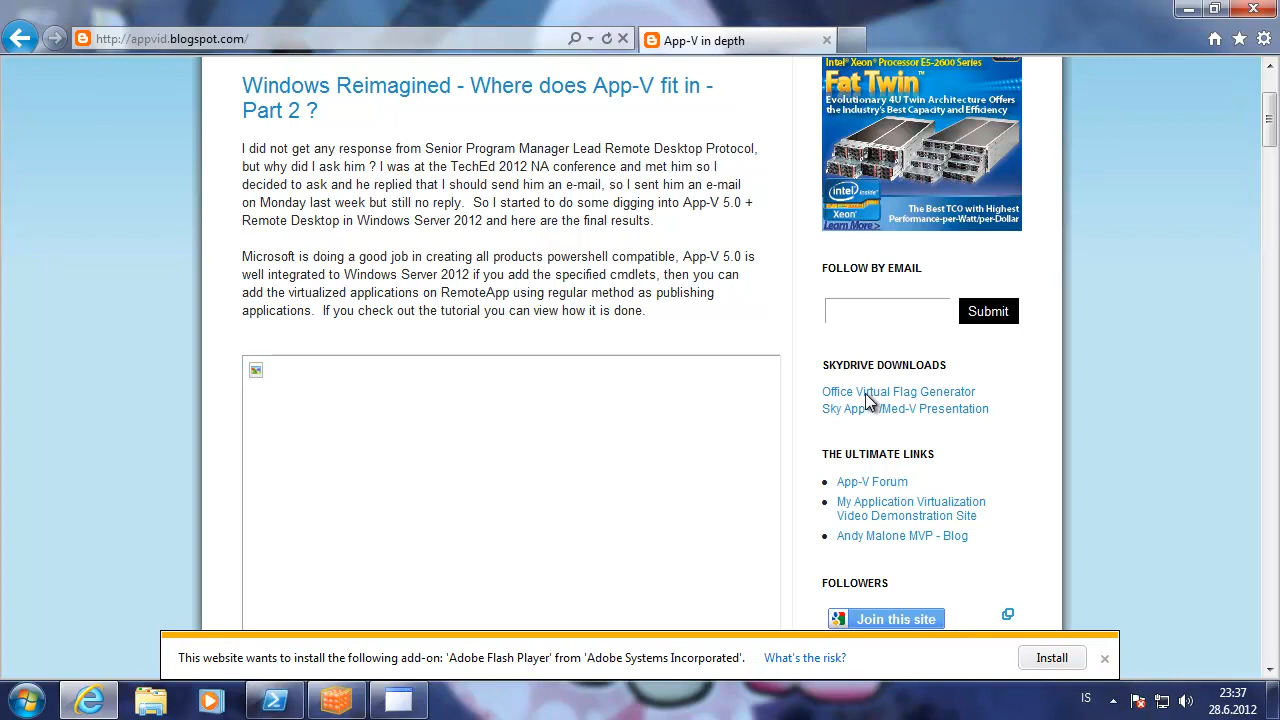 http://appvid.blogspot.com/
App-V in depth
Windows Reimagined - Where does App-V fit in -
Part 2 ?
I did not get any response from Senior Program Manager Lead Remote Desktop Protocol,
but why did I ask him ? I was at the TechEd 2012 NA conference and met him so I
decided to ask and he replied that I should send him an e-mail, so I sent him an e-mail
on Monday last week but still no reply.  So I started to do some digging into App-V 5.0 +
Remote Desktop in Windows Server 2012 and here are the final results.
Microsoft is doing a good job in creating all products powershell compatible, App-V 5.0 is
well integrated to Windows Server 2012 if you add the specified cmdlets, then you can
add the virtualized applications on RemoteApp using regular method as publishing
applications.  If you check out the tutorial you can view how it is done.
Intel® Xeon® Processor E5-2600 Series
Fat Twin™
Evolutionary 4U Twin Architecture Offers
the Industry's Best Capacity and Efficiency
intel inside®
Xeon®
Learn More>
The Best TCO with Highest
Performance-per-Watt/per-Dollar
FOLLOW BY EMAIL
Submit
SKYDRIVE DOWNLOADS
Office Virtual Flag Generator
Sky App-V/Med-V Presentation
THE ULTIMATE LINKS
App-V Forum
My Application Virtualization
Video Demonstration Site
Andy Malone MVP - Blog
FOLLOWERS
Join this site
This website wants to install the following add-on: 'Adobe Flash Player' from 'Adobe Systems Incorporated'.
What's the risk?
Install
IS
23:37
28.6.2012